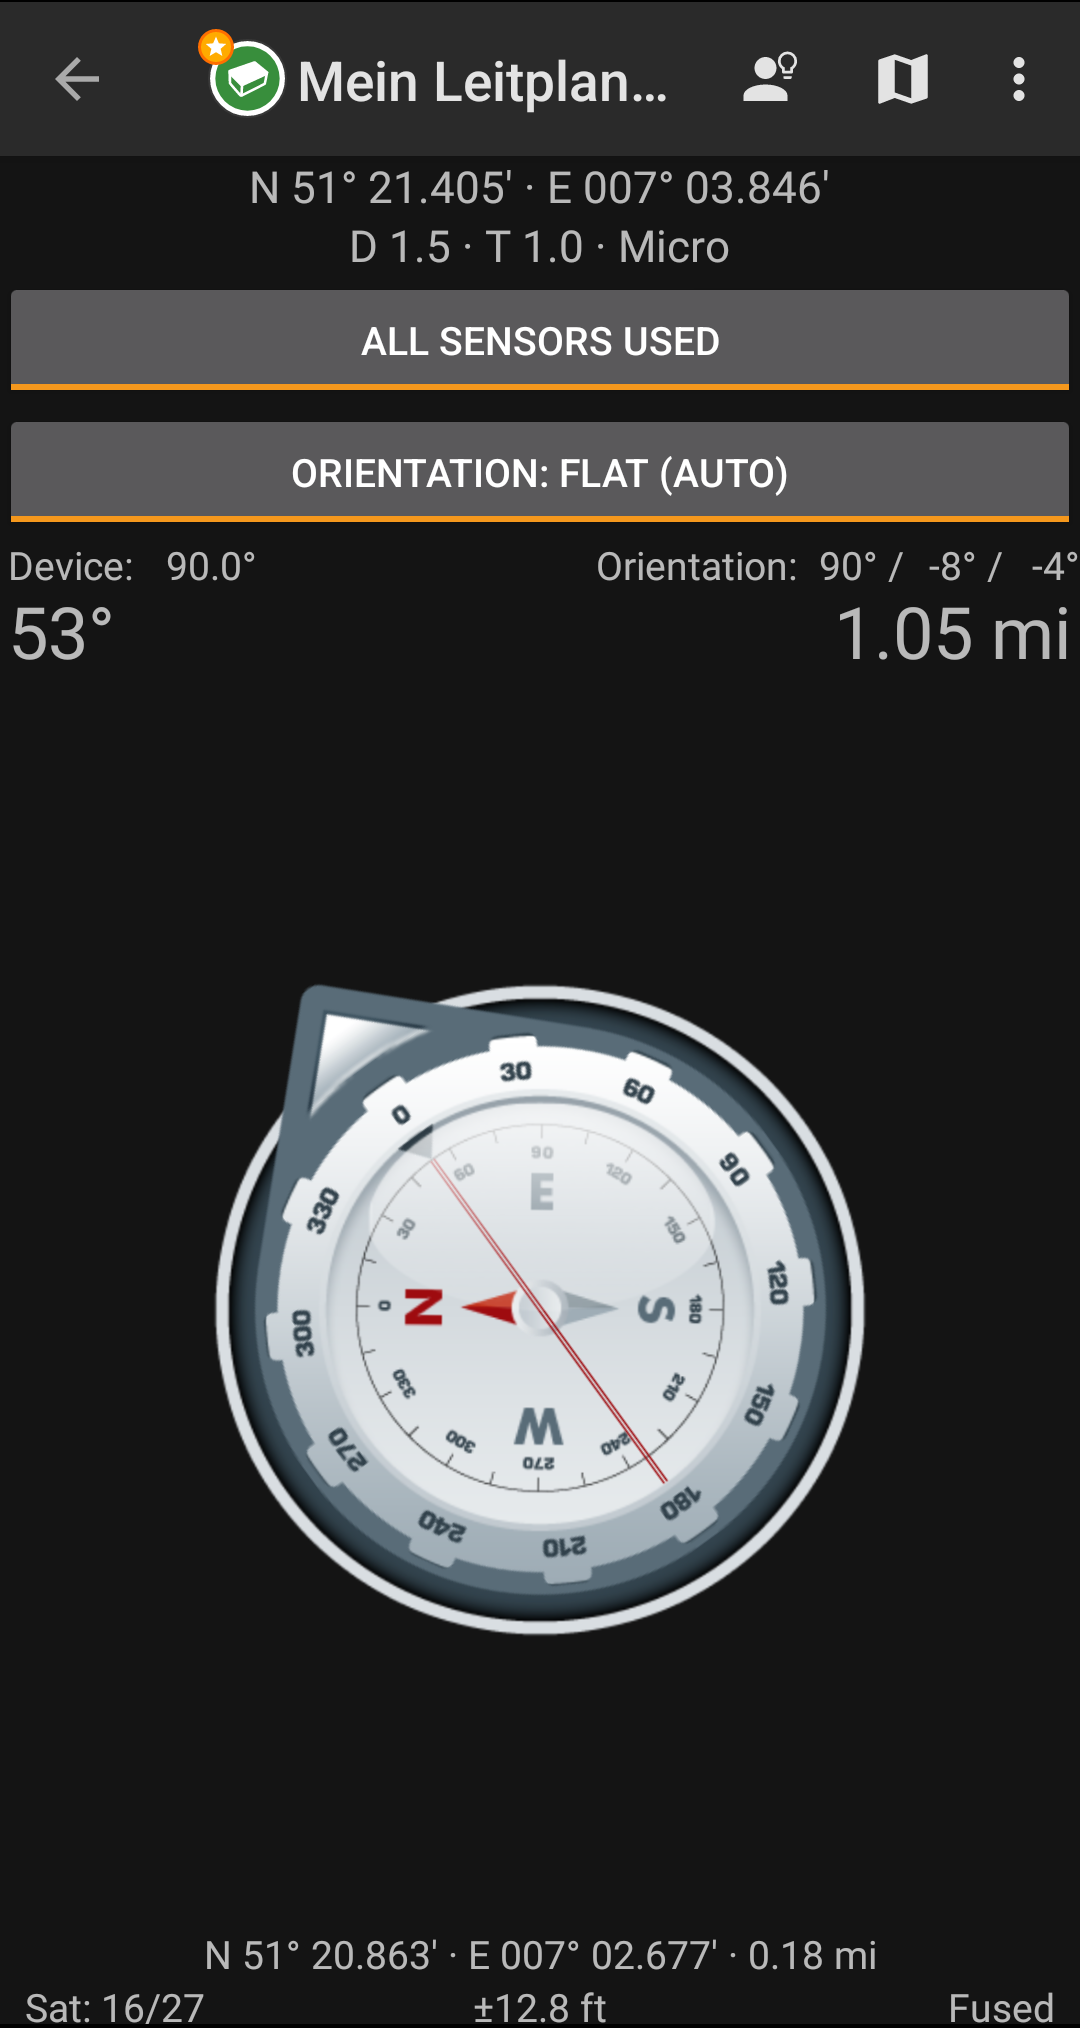 Mein Leitplan...
N 51° 21.405' · E 007° 03.846'
D 1.5 · T 1.0 · Micro
ALL SENSORS USED
ORIENTATION: FLAT (AUTO)
Device: 90.0° Orientation: 90° / -8° / -4°
53° 1.05 mi
0 30 60 90 120 150 180 210 240 270 300 330
0 30 60 90 120 150 180 210 240 270 300 330
N E S W
N 51° 20.863' · E 007° 02.677' · 0.18 mi
Sat: 16/27 ±12.8 ft Fused